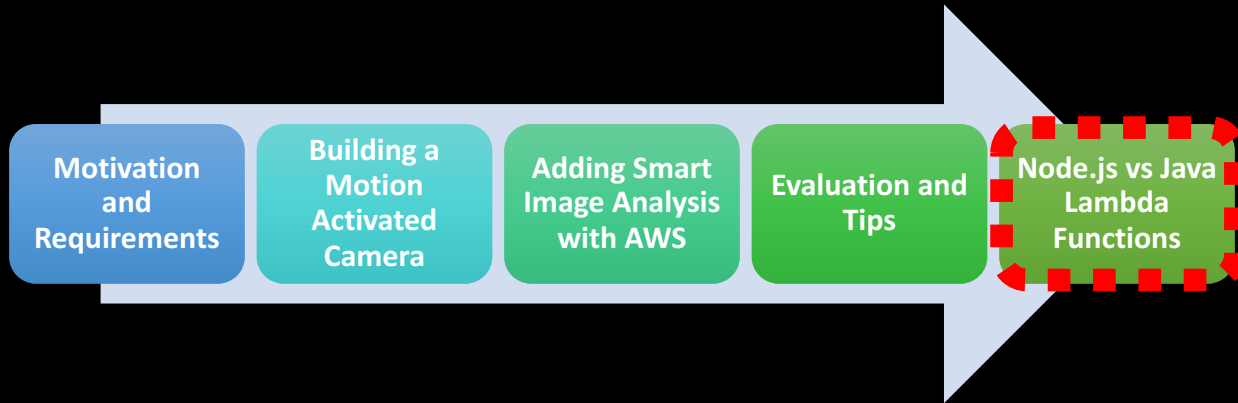 Motivation
and
Requirements
Building a
Motion
Activated
Camera
Adding Smart
Image Analysis
with AWS
Evaluation and
Tips
Node.js vs Java
Lambda
Functions